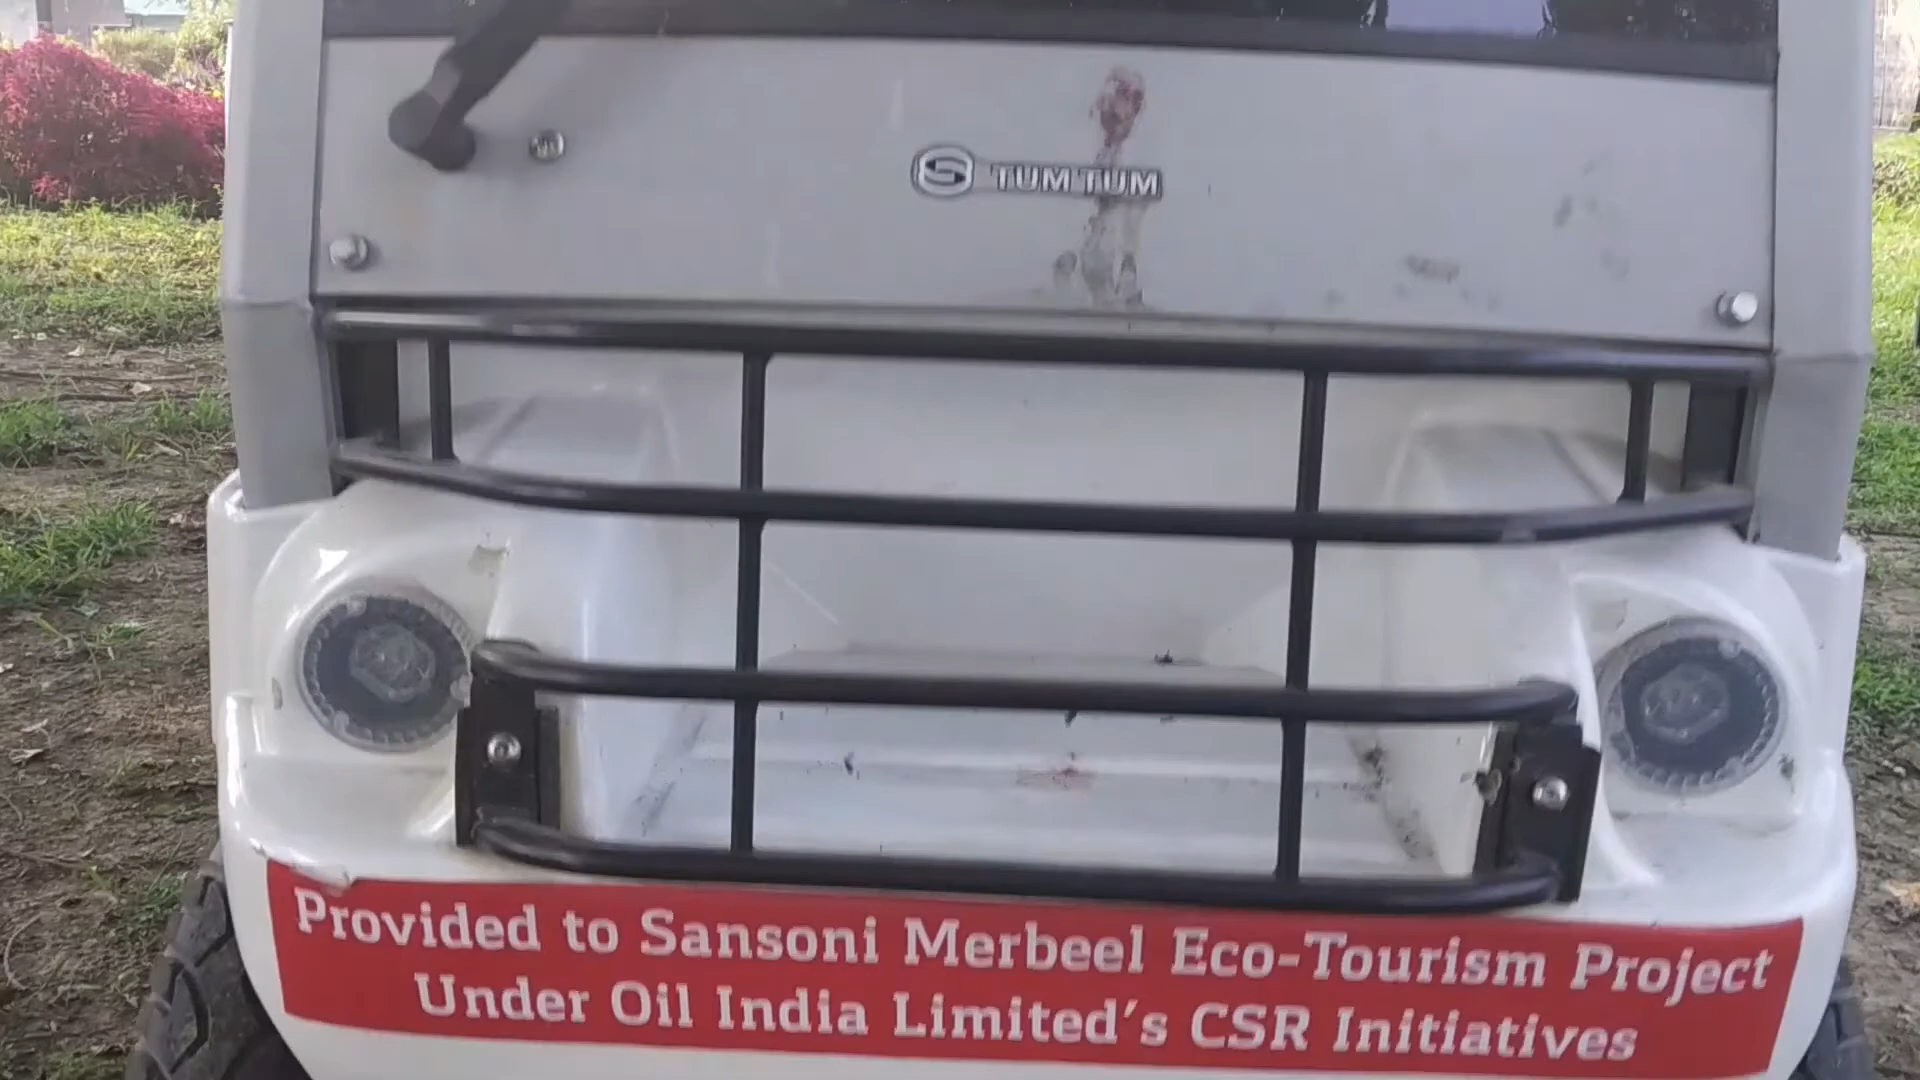 S TUM TUM
Provided to Sansoni Merbeel Eco-Tourism Project
Under Oil India Limited's CSR Initiatives